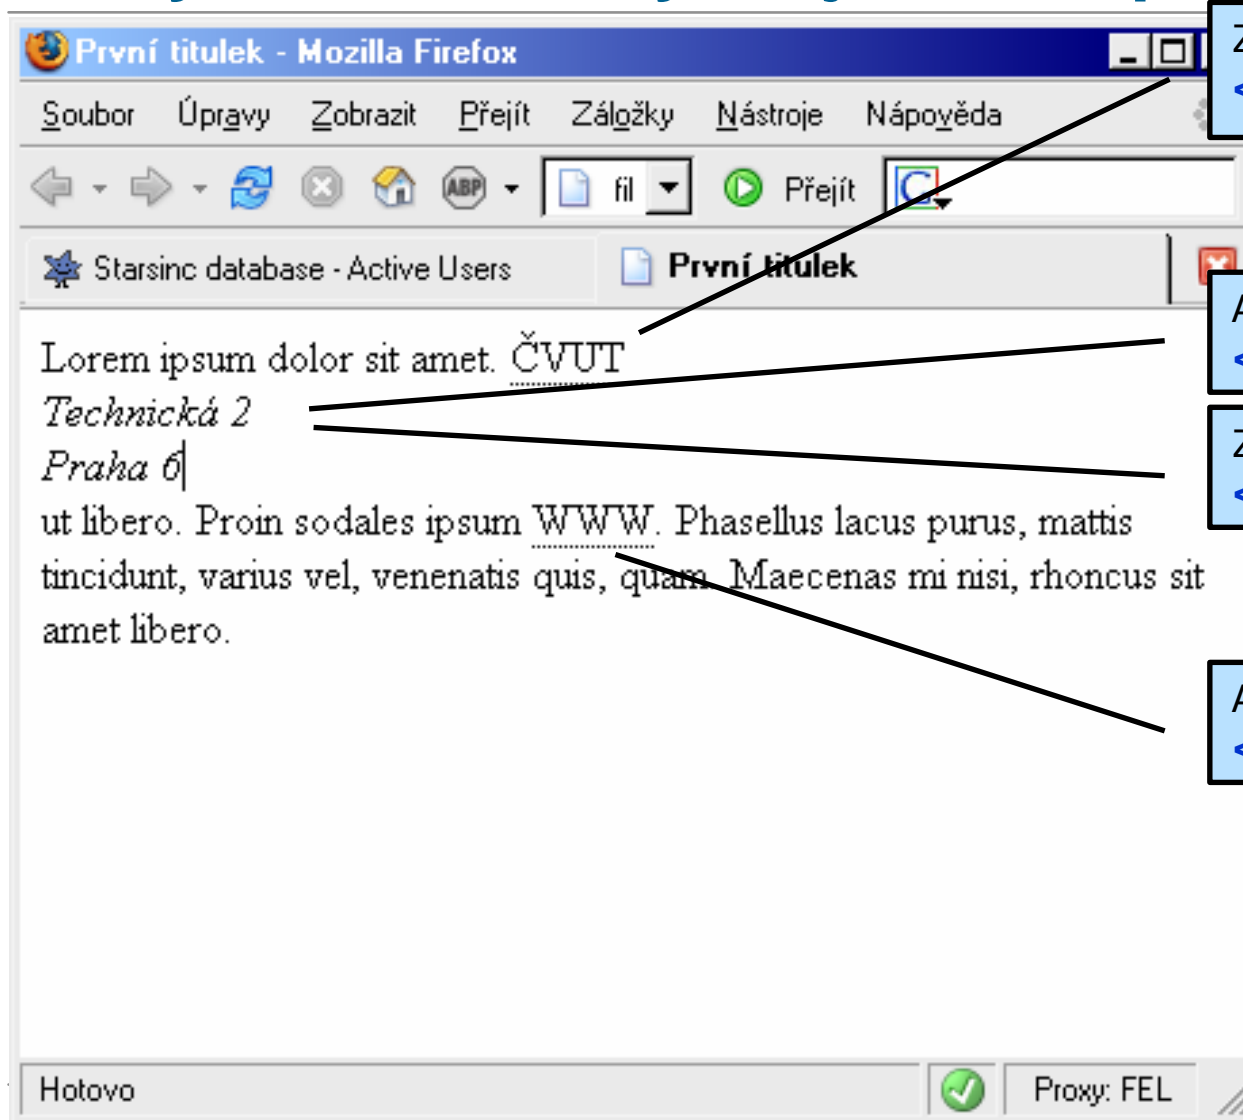 První titulek - Mozilla Firefox
Soubor Úpravy Zobrazit Přejít Záložky Nástroje Nápověda
ABP fil Přejít G
Starsinc database - Active Users První titulek
Lorem ipsum dolor sit amet. ČVUT
Technická 2
Praha 6
ut libero. Proin sodales ipsum WWW. Phasellus lacus purus, mattis
tincidunt, varius vel, venenatis quis, quam. Maecenas mi nisi, rhoncus sit
amet libero.
Z
<
A
<
Z
<
A
<
Hotovo Proxy: FEL